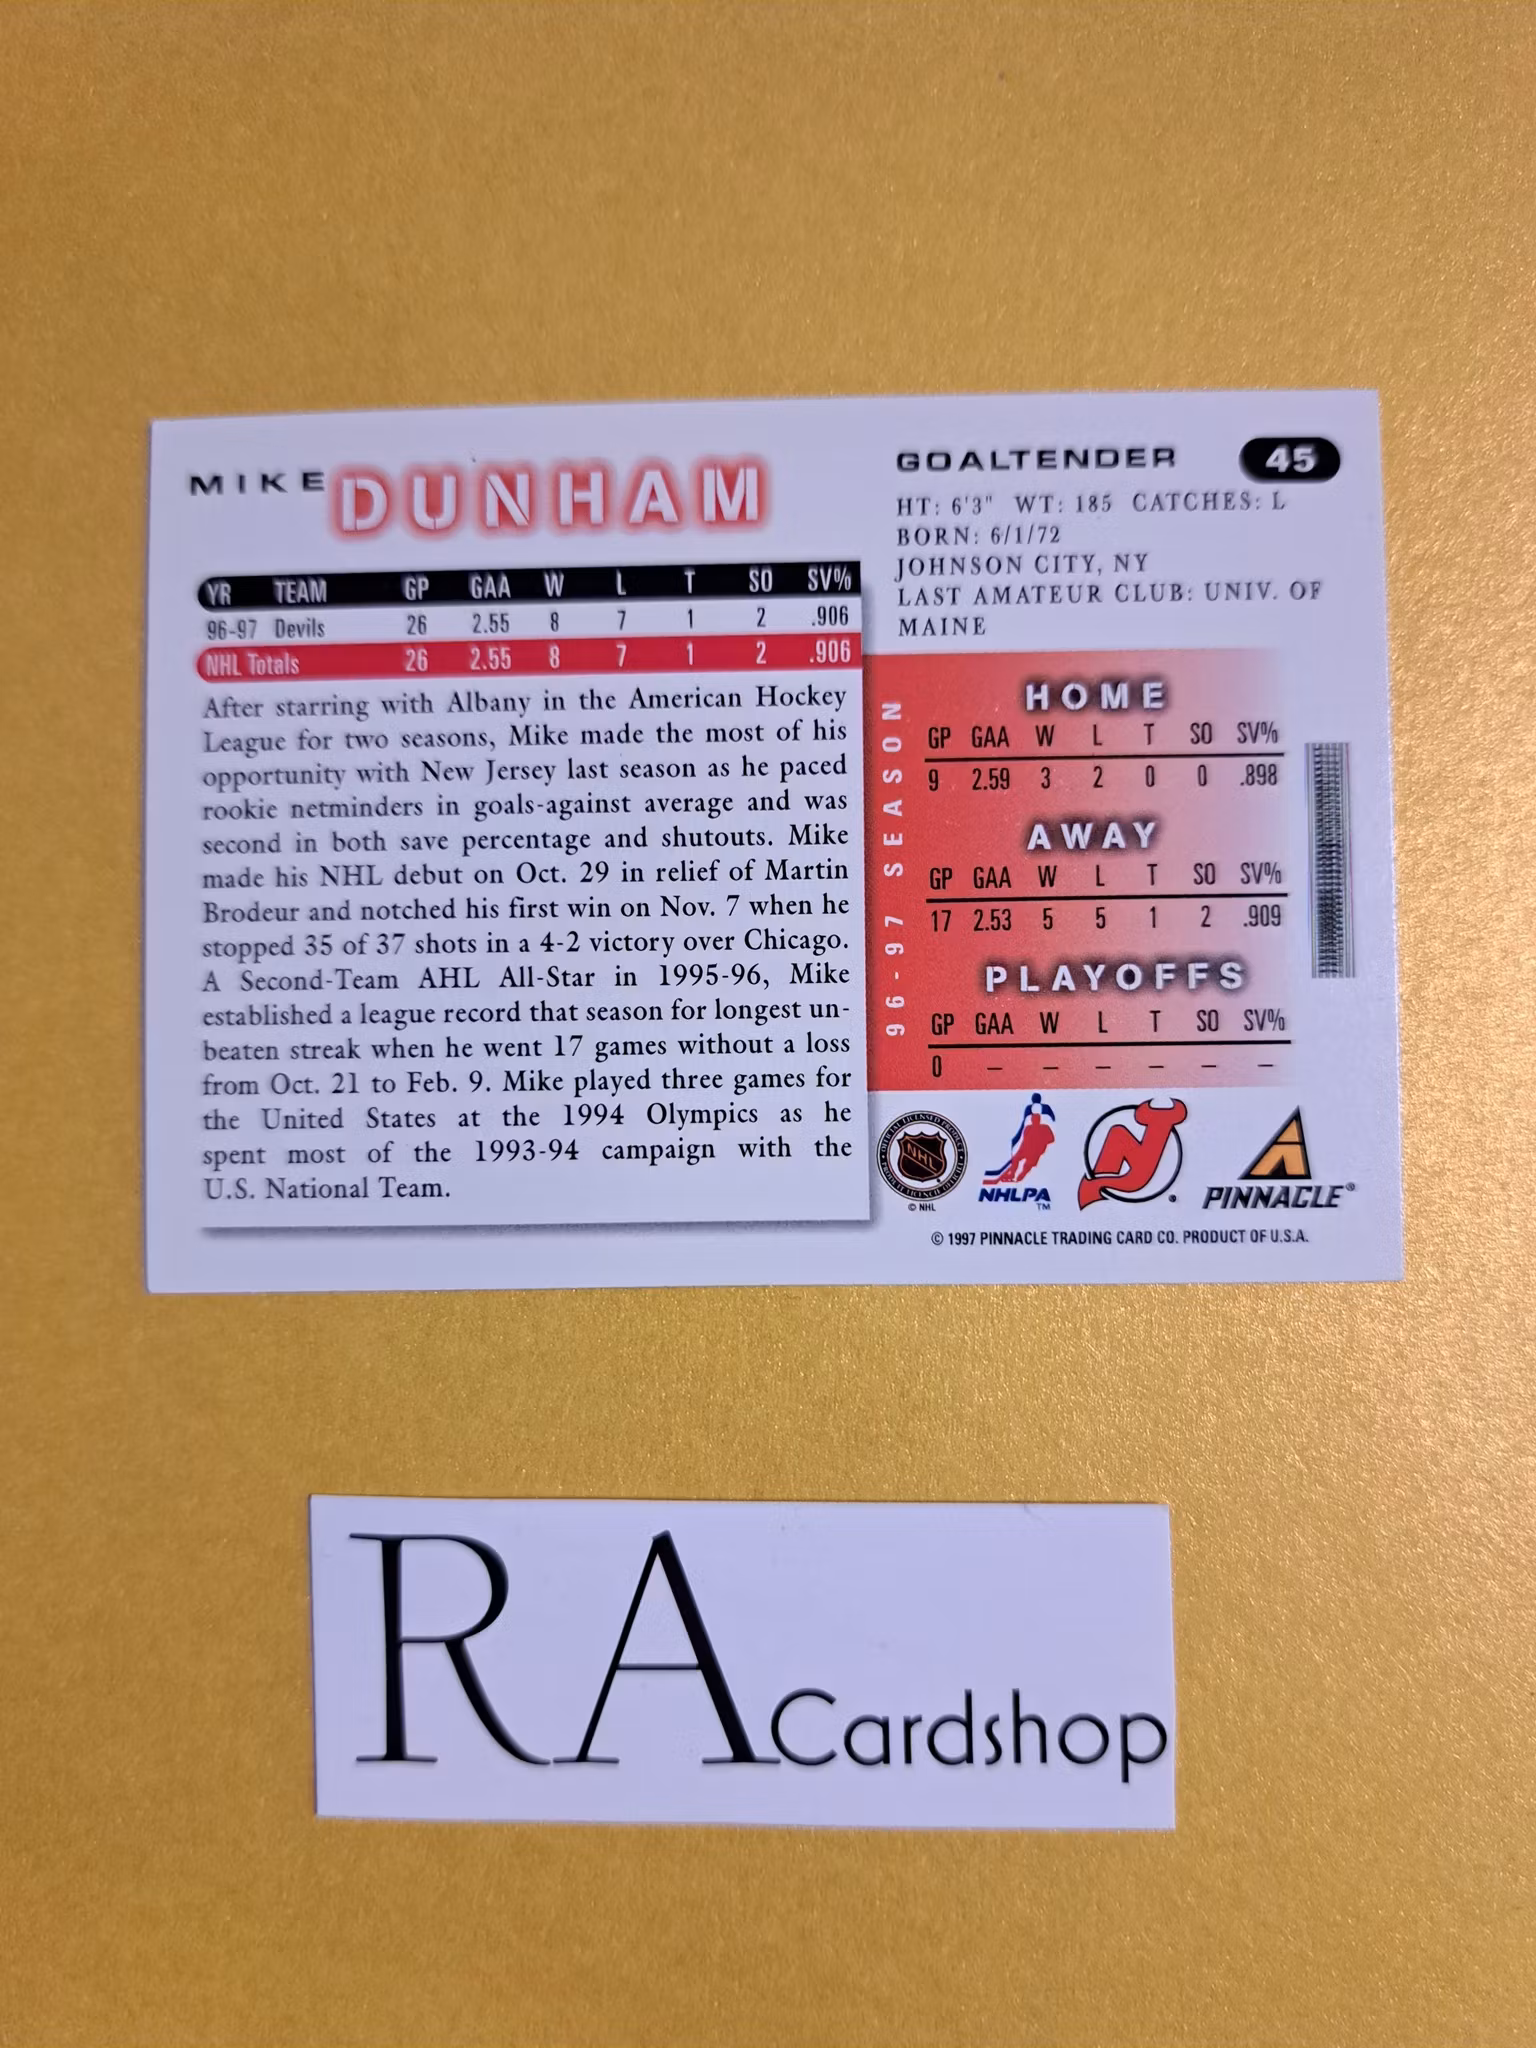 MIKE DUNHAM
YR TEAM GP GAA W L T SO SV%
96-97 Devils 26 2.55 8 7 1 2 .906
NHL Totals 26 2.55 8 7 1 2 .906
After starring with Albany in the American Hockey
League for two seasons, Mike made the most of his
opportunity with New Jersey last season as he paced
rookie netminders in goals-against average and was
second in both save percentage and shutouts. Mike
made his NHL debut on Oct. 29 in relief of Martin
Brodeur and notched his first win on Nov. 7 when he
stopped 35 of 37 shots in a 4-2 victory over Chicago.
A Second-Team AHL All-Star in 1995-96, Mike
established a league record that season for longest un-
beaten streak when he went 17 games without a loss
from Oct. 21 to Feb. 9. Mike played three games for
the United States at the 1994 Olympics as he
spent most of the 1993-94 campaign with the
U.S. National Team.
GOALTENDER 45
HT: 6'3" WT: 185 CATCHES: L
BORN: 6/1/72
JOHNSON CITY, NY
LAST AMATEUR CLUB: UNIV. OF
MAINE
96-97 SEASON
HOME
GP GAA W L T SO SV%
9 2.59 3 2 0 0 .898
AWAY
GP GAA W L T SO SV%
17 2.53 5 5 1 2 .909
PLAYOFFS
GP GAA W L T SO SV%
0 – – – – – –
NHL
© NHL
NHLPA
TM
PINNACLE®
© 1997 PINNACLE TRADING CARD CO. PRODUCT OF U.S.A.
RA Cardshop